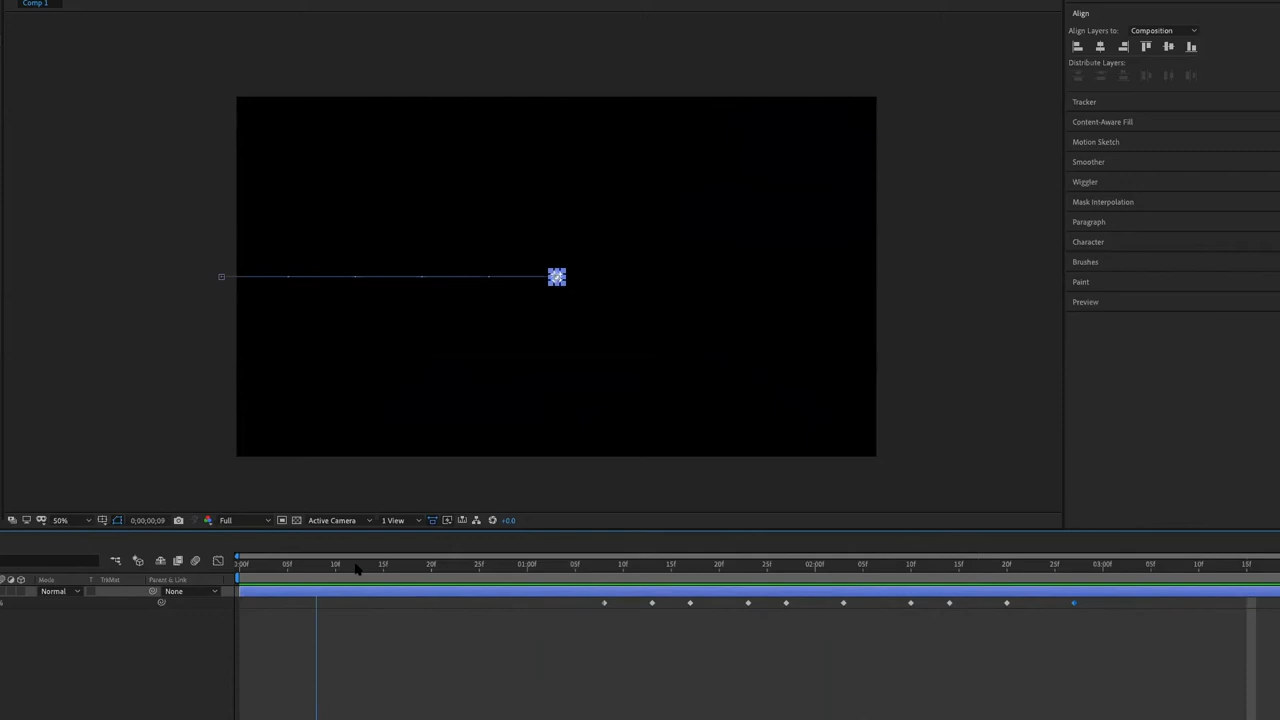 Comp 1
Align
Align Layers to: Composition
Distribute Layers:
Tracker
Content-Aware Fill
Motion Sketch
Smoother
Wiggler
Mask Interpolation
Paragraph
Character
Brushes
Paint
Preview
50% 0;00;00;09 Full Active Camera 1 View +0.0
0:00f 05f 10f 15f 20f 25f 01:00f 05f 10f 15f 20f 25f 02:00f 05f 10f 15f 20f 25f 03:00f 05f 10f 15f
Mode T TrkMat Parent & Link
Normal None
%